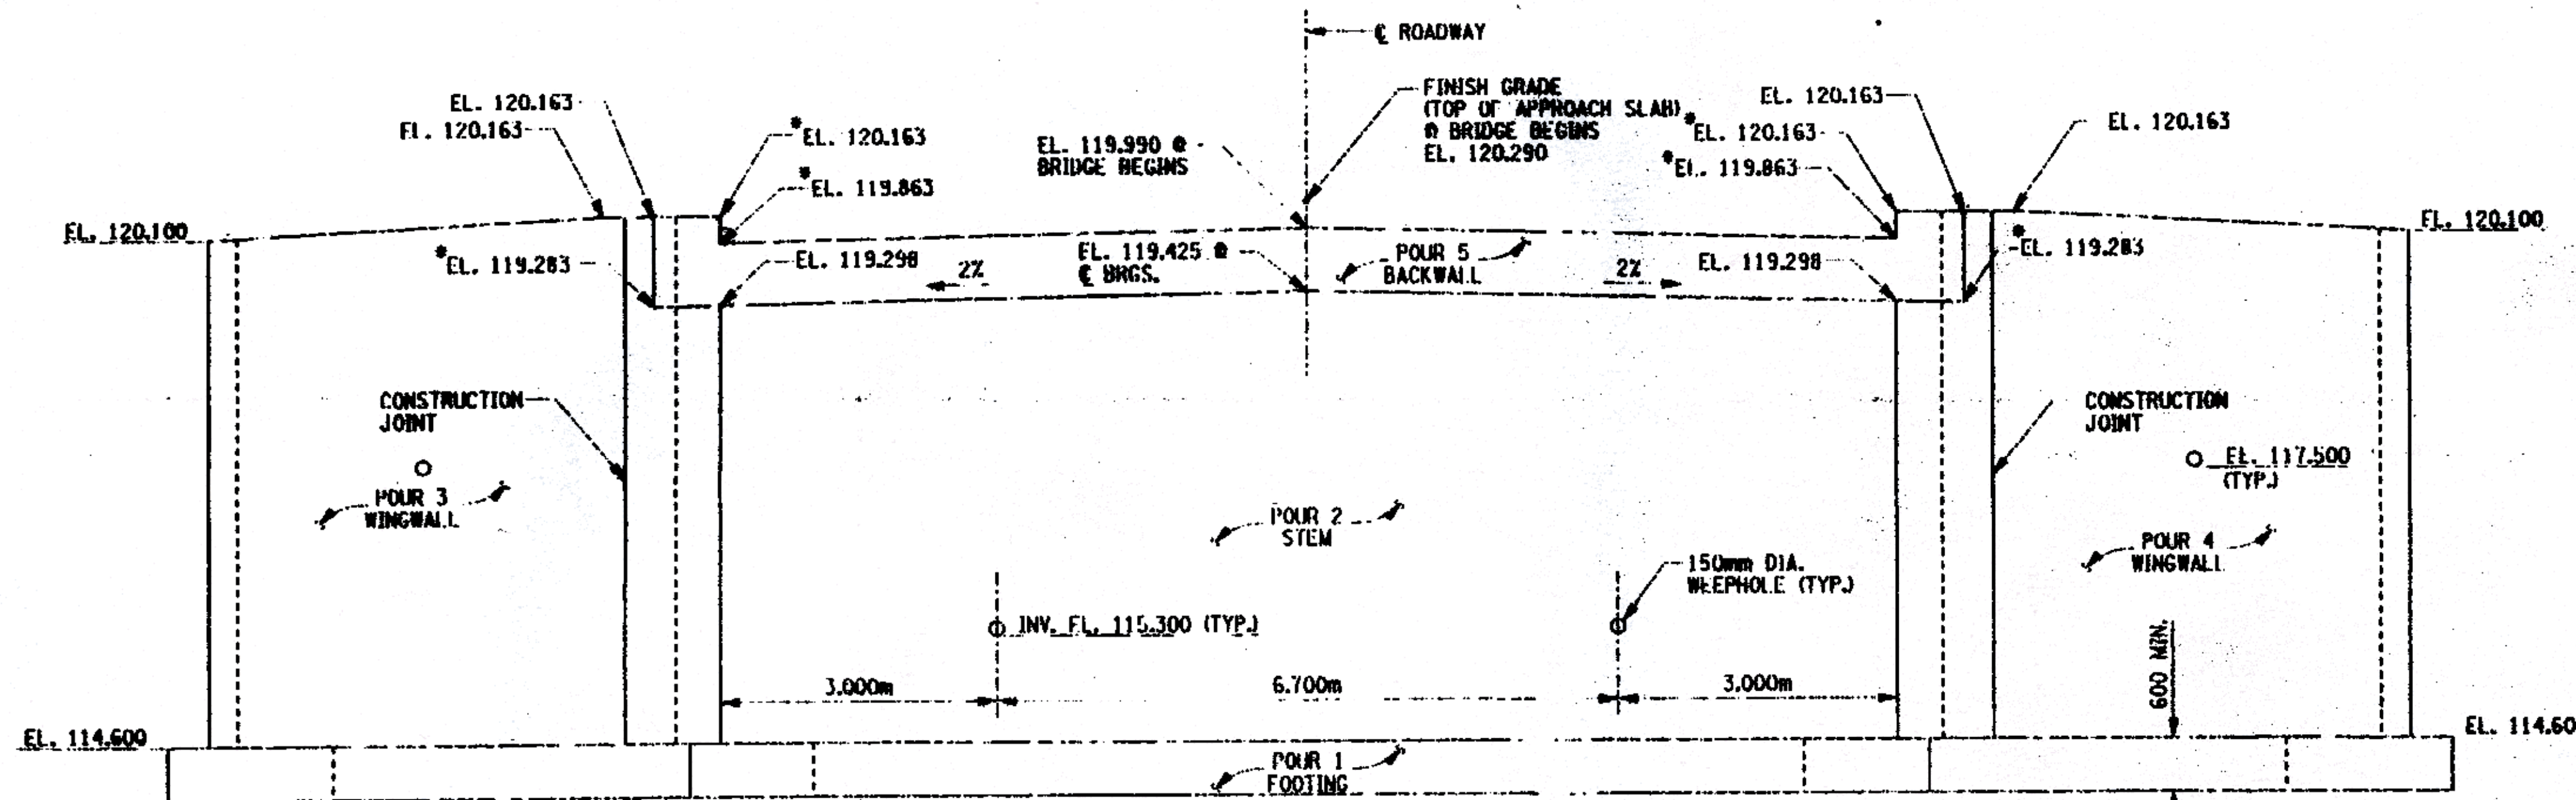 ℄ ROADWAY
FINISH GRADE
(TOP OF APPROACH SLAB)
@ BRIDGE BEGINS
EL. 120.290
EL. 120.163
EL. 120.163
*EL. 120.163
*EL. 119.863
EL. 119.990 @
BRIDGE BEGINS
EL. 120.163
*EL. 120.163
*EL. 119.863
EL. 120.163
EL. 120.100
EL. 120.100
*EL. 119.283
EL. 119.298
2%
EL. 119.425 @
℄ BRGS.
POUR 5
BACKWALL
2%
EL. 119.298
*EL. 119.283
CONSTRUCTION
JOINT
CONSTRUCTION
JOINT
EL. 117.500
(TYP.)
POUR 3
WINGWALL
POUR 2
STEM
POUR 4
WINGWALL
150mm DIA.
WEEPHOLE (TYP.)
INV. EL. 115.300 (TYP.)
600 MIN.
3.000m
6.700m
3.000m
EL. 114.600
EL. 114.60
POUR 1
FOOTING